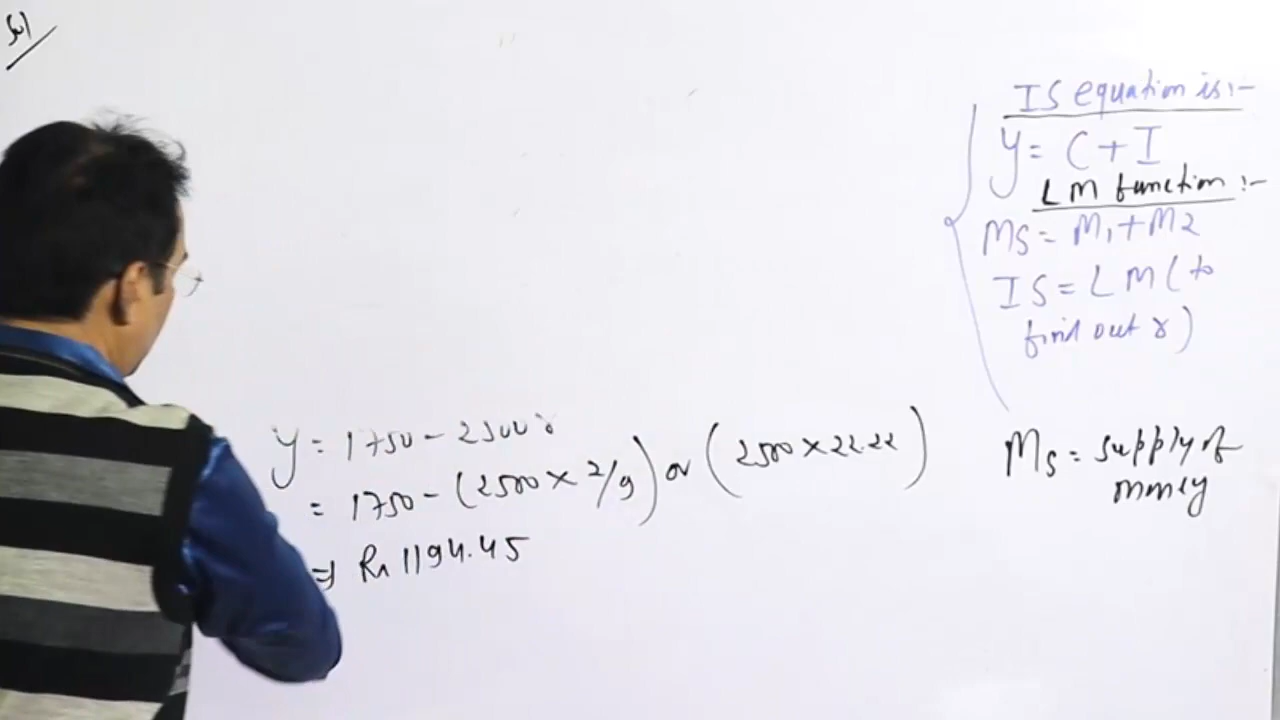 Sol
IS equation is :-
Y = C + I
LM function :-
MS = M1 + M2
IS = LM ( to
find out r )
Y = 1750 - 2500 r
= 1750 - (2500 × 2/9) or (2500 × 22.22)
⇒ Rs 1194.45
Ms = supply of
money